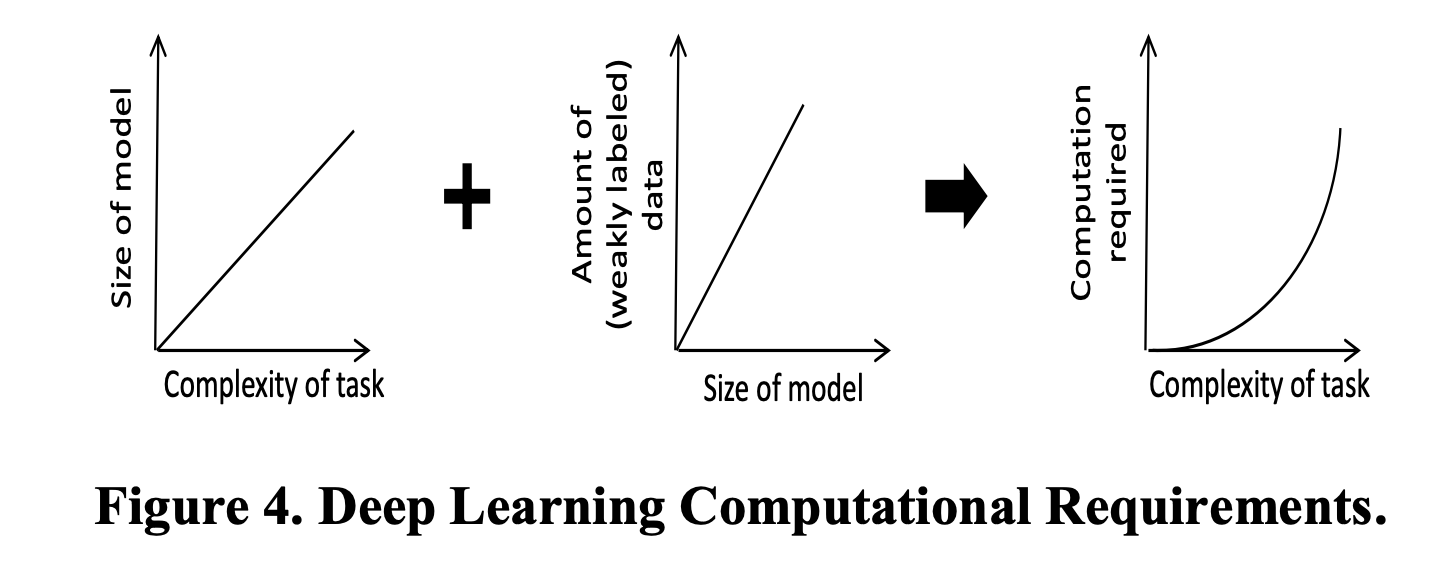 Size of model
Complexity of task
Amount of
(weakly labeled)
data
Size of model
Computation
required
Complexity of task
Figure 4. Deep Learning Computational Requirements.